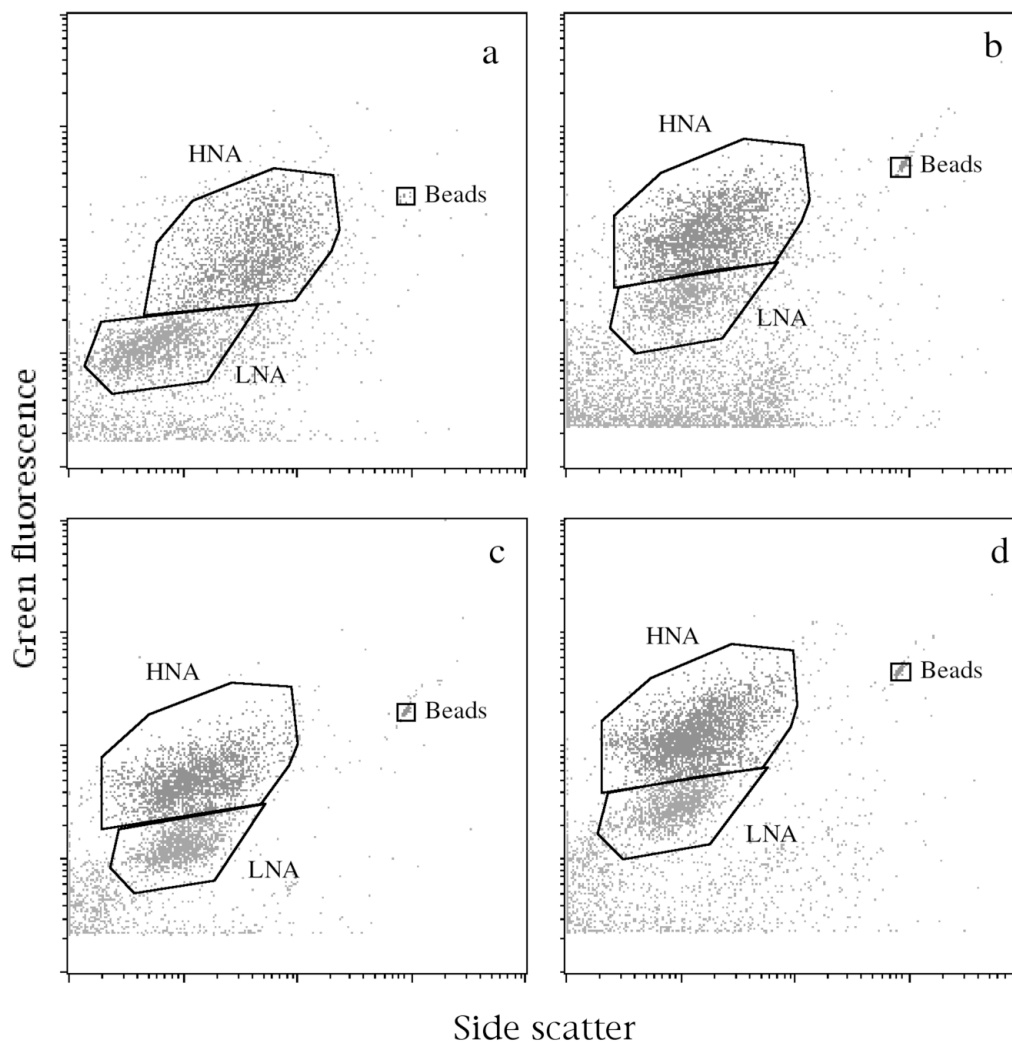 a
HNA
Beads
LNA
b
HNA
Beads
LNA
c
HNA
Beads
LNA
d
HNA
Beads
LNA
Green fluorescence
Side scatter